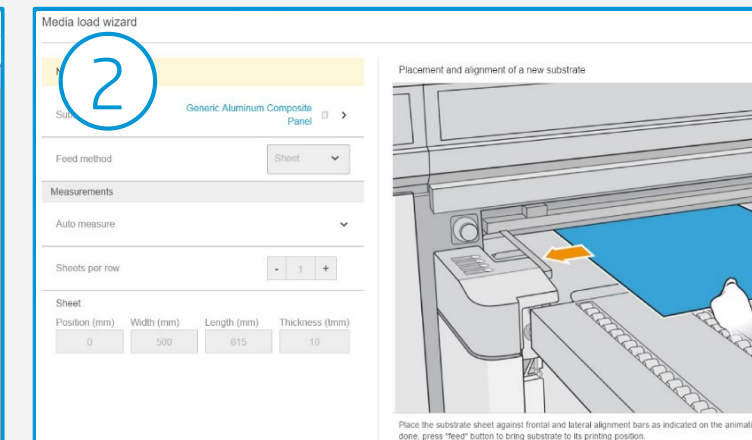 Media load wizard
2
Generic Aluminum Composite
Panel
Feed method
Sheet
Measurements
Auto measure
Sheets per row
- 1 +
Sheet
Position (mm) Width (mm) Length (mm) Thickness (tmm)
0 500 615 10
Placement and alignment of a new substrate
Place the substrate sheet against frontal and lateral alignment bars as indicated on the
done, press "feed" button to bring substrate to its printing position.